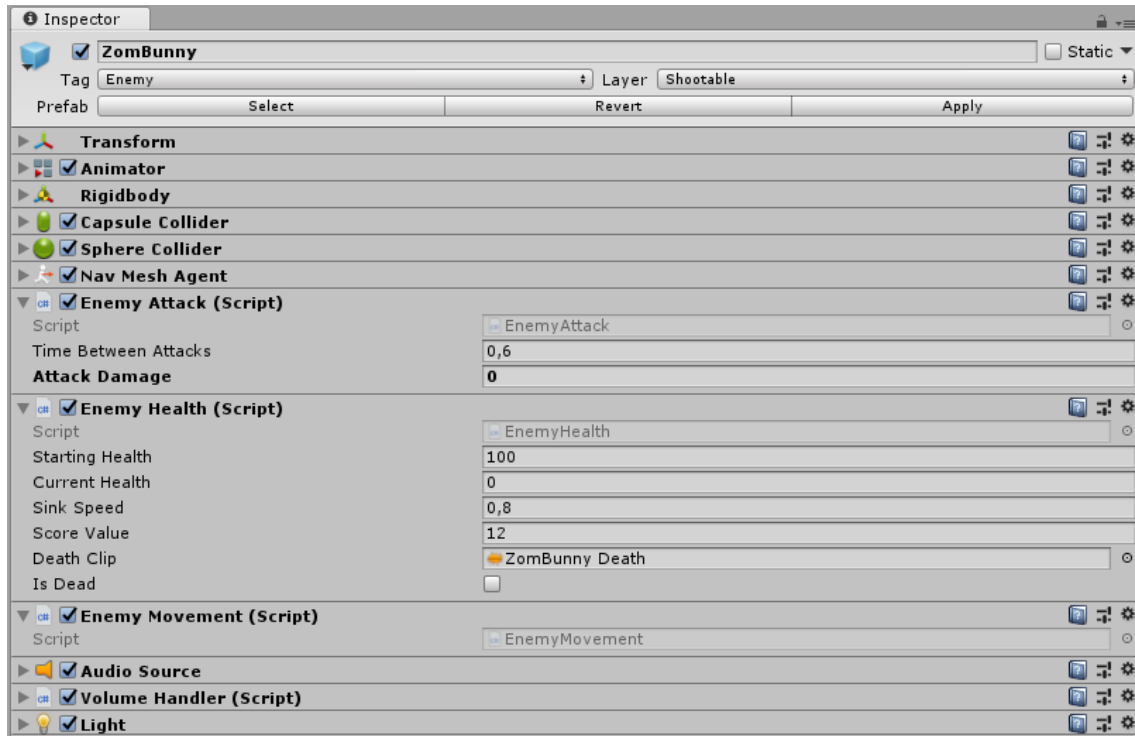 Inspector
ZomBunny Static
Tag Enemy Layer Shootable
Prefab Select Revert Apply
Transform
Animator
Rigidbody
Capsule Collider
Sphere Collider
Nav Mesh Agent
Enemy Attack (Script)
Script EnemyAttack
Time Between Attacks 0,6
Attack Damage 0
Enemy Health (Script)
Script EnemyHealth
Starting Health 100
Current Health 0
Sink Speed 0,8
Score Value 12
Death Clip ZomBunny Death
Is Dead
Enemy Movement (Script)
Script EnemyMovement
Audio Source
Volume Handler (Script)
Light